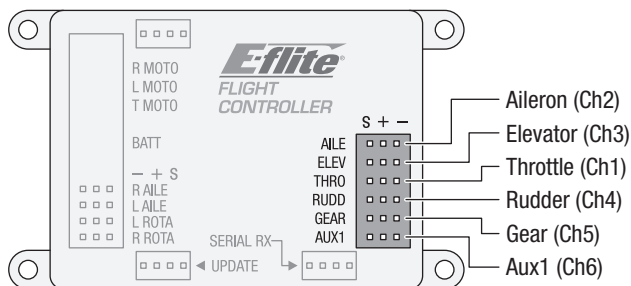 E-flite
FLIGHT
CONTROLLER
R MOTO
L MOTO
T MOTO
BATT
− + S
R AILE
L AILE
L ROTA
R ROTA
◄ UPDATE
SERIAL RX
S + −
AILE
ELEV
THRO
RUDD
GEAR
AUX1
Aileron (Ch2)
Elevator (Ch3)
Throttle (Ch1)
Rudder (Ch4)
Gear (Ch5)
Aux1 (Ch6)